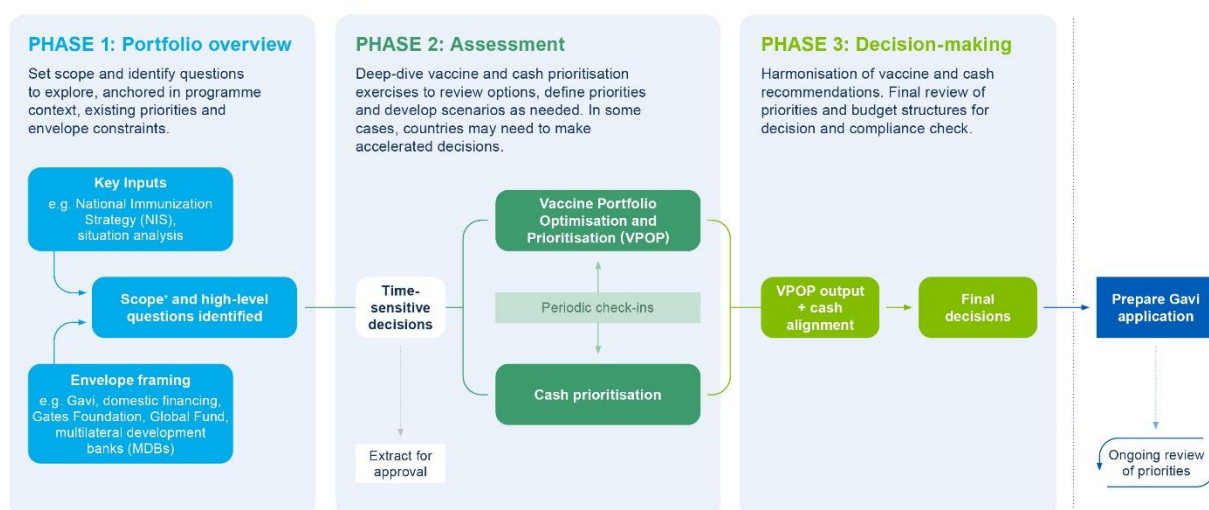 PHASE 1: Portfolio overview
Set scope and identify questions
to explore, anchored in programme
context, existing priorities and
envelope constraints.
Key Inputs
e.g. National Immunization
Strategy (NIS),
situation analysis
Scope* and high-level
questions identified
Envelope framing
e.g. Gavi, domestic financing,
Gates Foundation, Global Fund,
multilateral development
banks (MDBs)
PHASE 2: Assessment
Deep-dive vaccine and cash prioritisation
exercises to review options, define priorities
and develop scenarios as needed. In some
cases, countries may need to make
accelerated decisions.
Time-
sensitive
decisions
Extract for
approval
Vaccine Portfolio
Optimisation and
Prioritisation (VPOP)
Periodic check-ins
Cash prioritisation
PHASE 3: Decision-making
Harmonisation of vaccine and cash
recommendations. Final review of
priorities and budget structures for
decision and compliance check.
VPOP output
+ cash
alignment
Final
decisions
Prepare Gavi
application
Ongoing review
of priorities